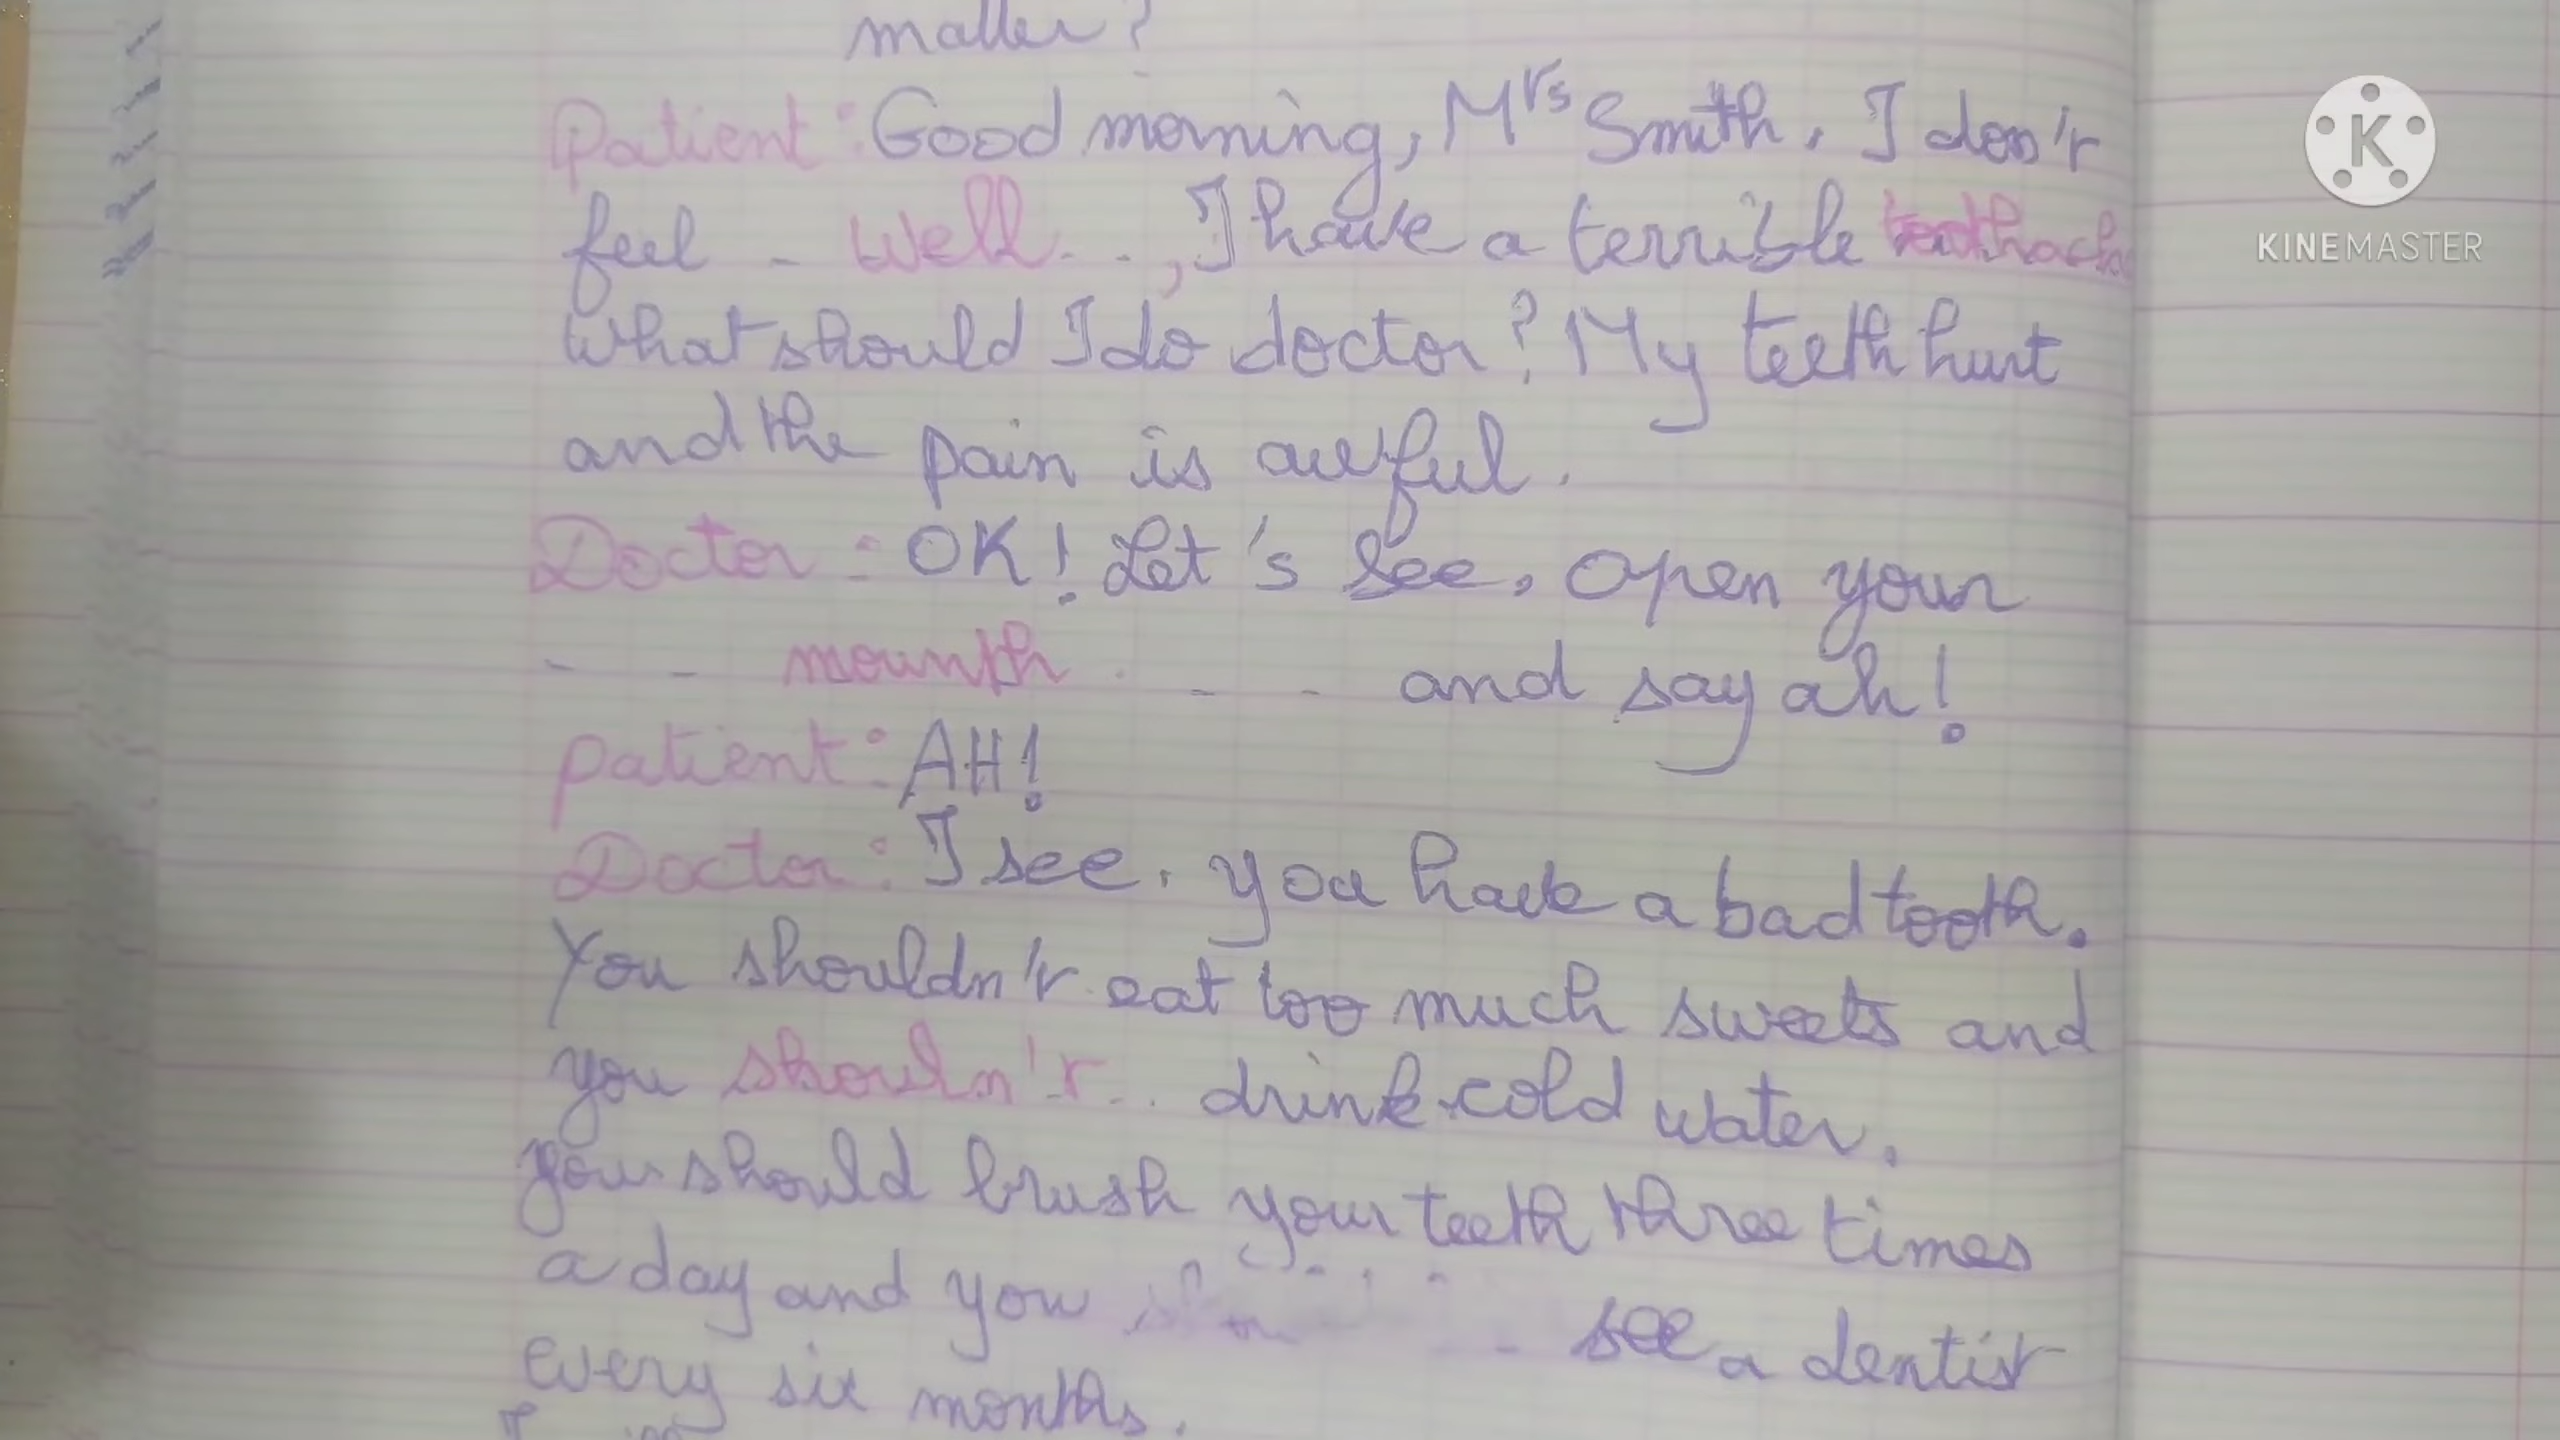 matter?
Patient: Good morning, Mrs Smith, I don't
feel - well - - , I have a terrible toothache
what should I do doctor? My teeth hurt
and the pain is awful.
Doctor: OK! Let's see, open your
- - mounth - - and say ah!
Patient: AH!
Doctor: I see. you have a bad tooth.
You shouldn't eat too much sweets and
you shouln't .. drink cold water.
you should brush your teeth three times
a day and you see a dentist
every six months.
KINEMASTER